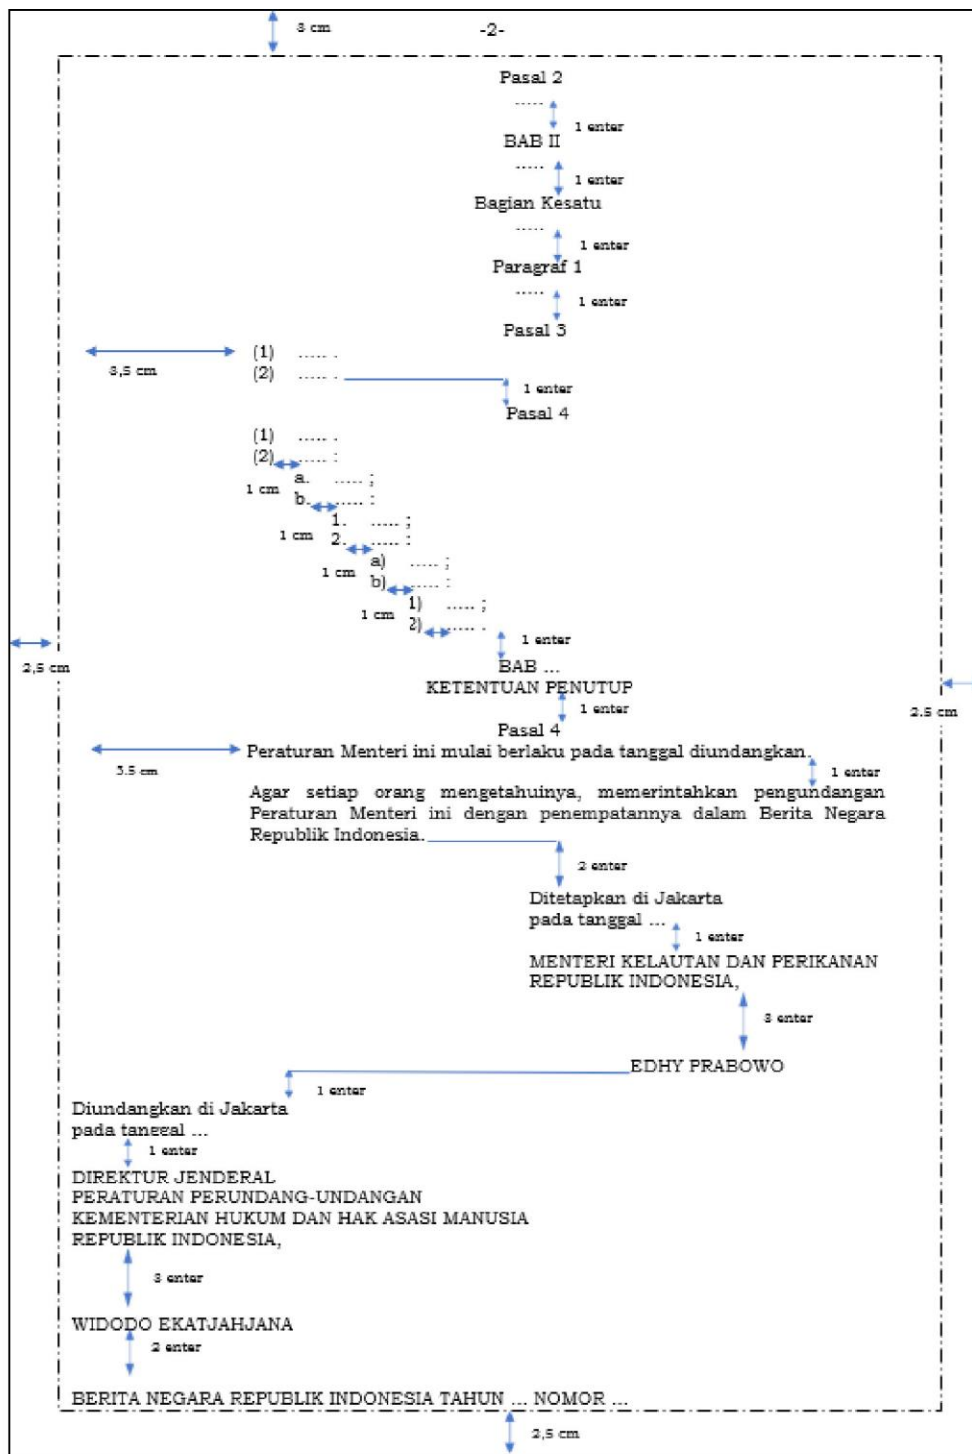 3 cm
-2-
Pasal 2
.....
1 enter
BAB II
.....
1 enter
Bagian Kesatu
.....
1 enter
Paragraf 1
.....
1 enter
Pasal 3
(1) ..... .
3,5 cm
(2) ..... .
1 enter
Pasal 4
(1) ..... .
(2) ..... :
1 cm
a. ..... ;
b. ..... :
1 cm
1. ..... ;
2. ..... :
1 cm
a) ..... ;
b) ..... :
1 cm
1) ..... ;
2) ..... .
1 enter
2,5 cm
BAB ...
KETENTUAN PENUTUP
1 enter
2.5 cm
Pasal 4
Peraturan Menteri ini mulai berlaku pada tanggal diundangkan.
3.5 cm
1 enter
Agar setiap orang mengetahuinya, memerintahkan pengundangan
Peraturan Menteri ini dengan penempatannya dalam Berita Negara
Republik Indonesia.
2 enter
Ditetapkan di Jakarta
pada tanggal ...
1 enter
MENTERI KELAUTAN DAN PERIKANAN
REPUBLIK INDONESIA,
3 enter
EDHY PRABOWO
1 enter
Diundangkan di Jakarta
pada tanggal ...
1 enter
DIREKTUR JENDERAL
PERATURAN PERUNDANG-UNDANGAN
KEMENTERIAN HUKUM DAN HAK ASASI MANUSIA
REPUBLIK INDONESIA,
3 enter
WIDODO EKATJAHJANA
2 enter
BERITA NEGARA REPUBLIK INDONESIA TAHUN ... NOMOR ...
2,5 cm